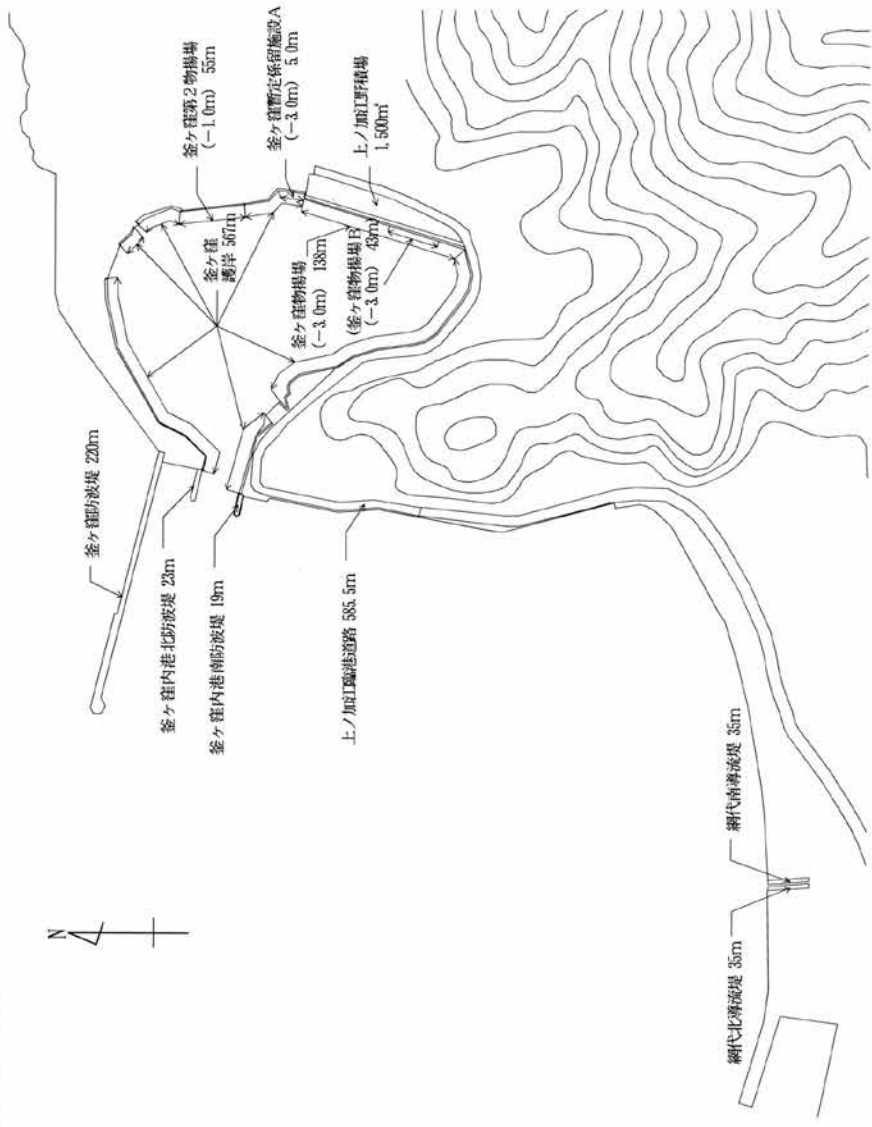 N
釜ヶ窪防波堤 220m
釜ヶ窪内港北防波堤 23m
釜ヶ窪内港南防波堤 19m
上ノ加江臨港道路 585.5m
釜ヶ窪第2物揚場
(-1.0m) 55m
釜ヶ窪暫定係留施設A
(-3.0m) 5.0m
上ノ加江野積場
1,500㎡
釜ヶ窪
護岸 567m
釜ヶ窪物揚場
(-3.0m) 138m
(釜ヶ窪物揚場B
(-3.0m) 43m)
網代南導流堤 35m
網代北導流堤 35m